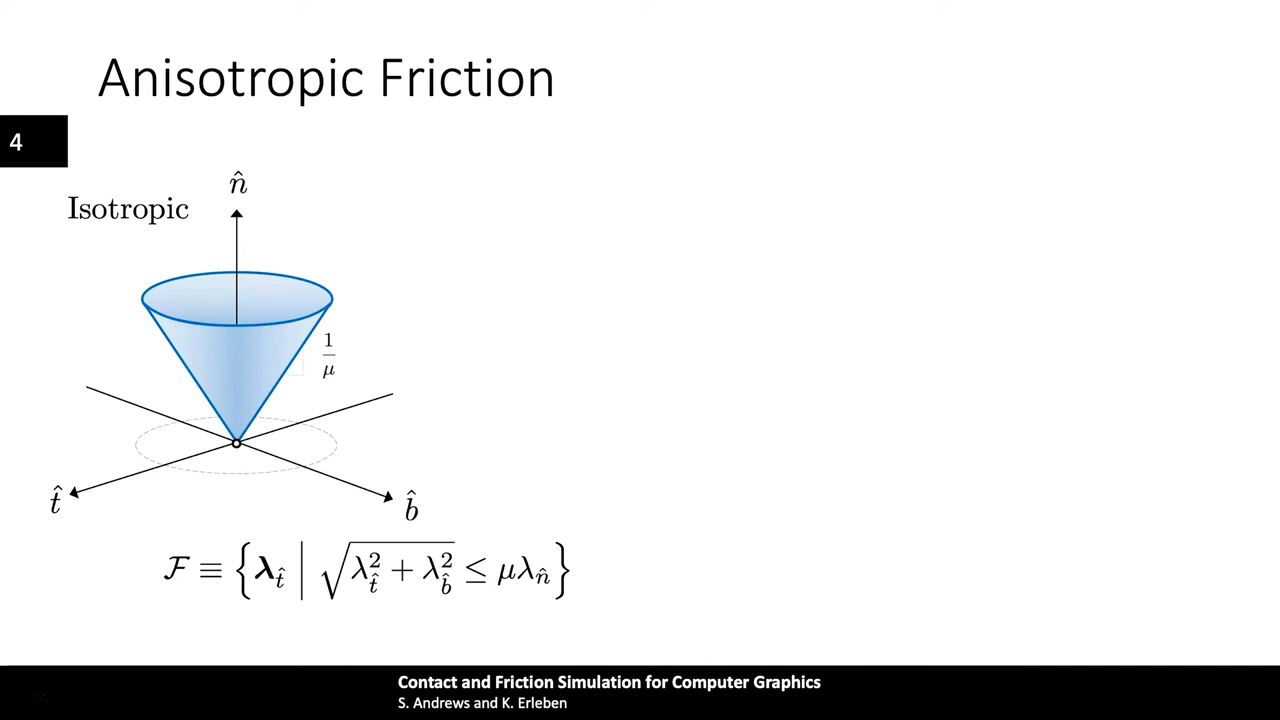 Anisotropic Friction
4
n̂
Isotropic
1
μ
t̂
b̂
𝓕 ≡ { 𝛌_t̂ | √(λ_t̂² + λ_b̂²) ≤ μλ_n̂ }
Contact and Friction Simulation for Computer Graphics
S. Andrews and K. Erleben